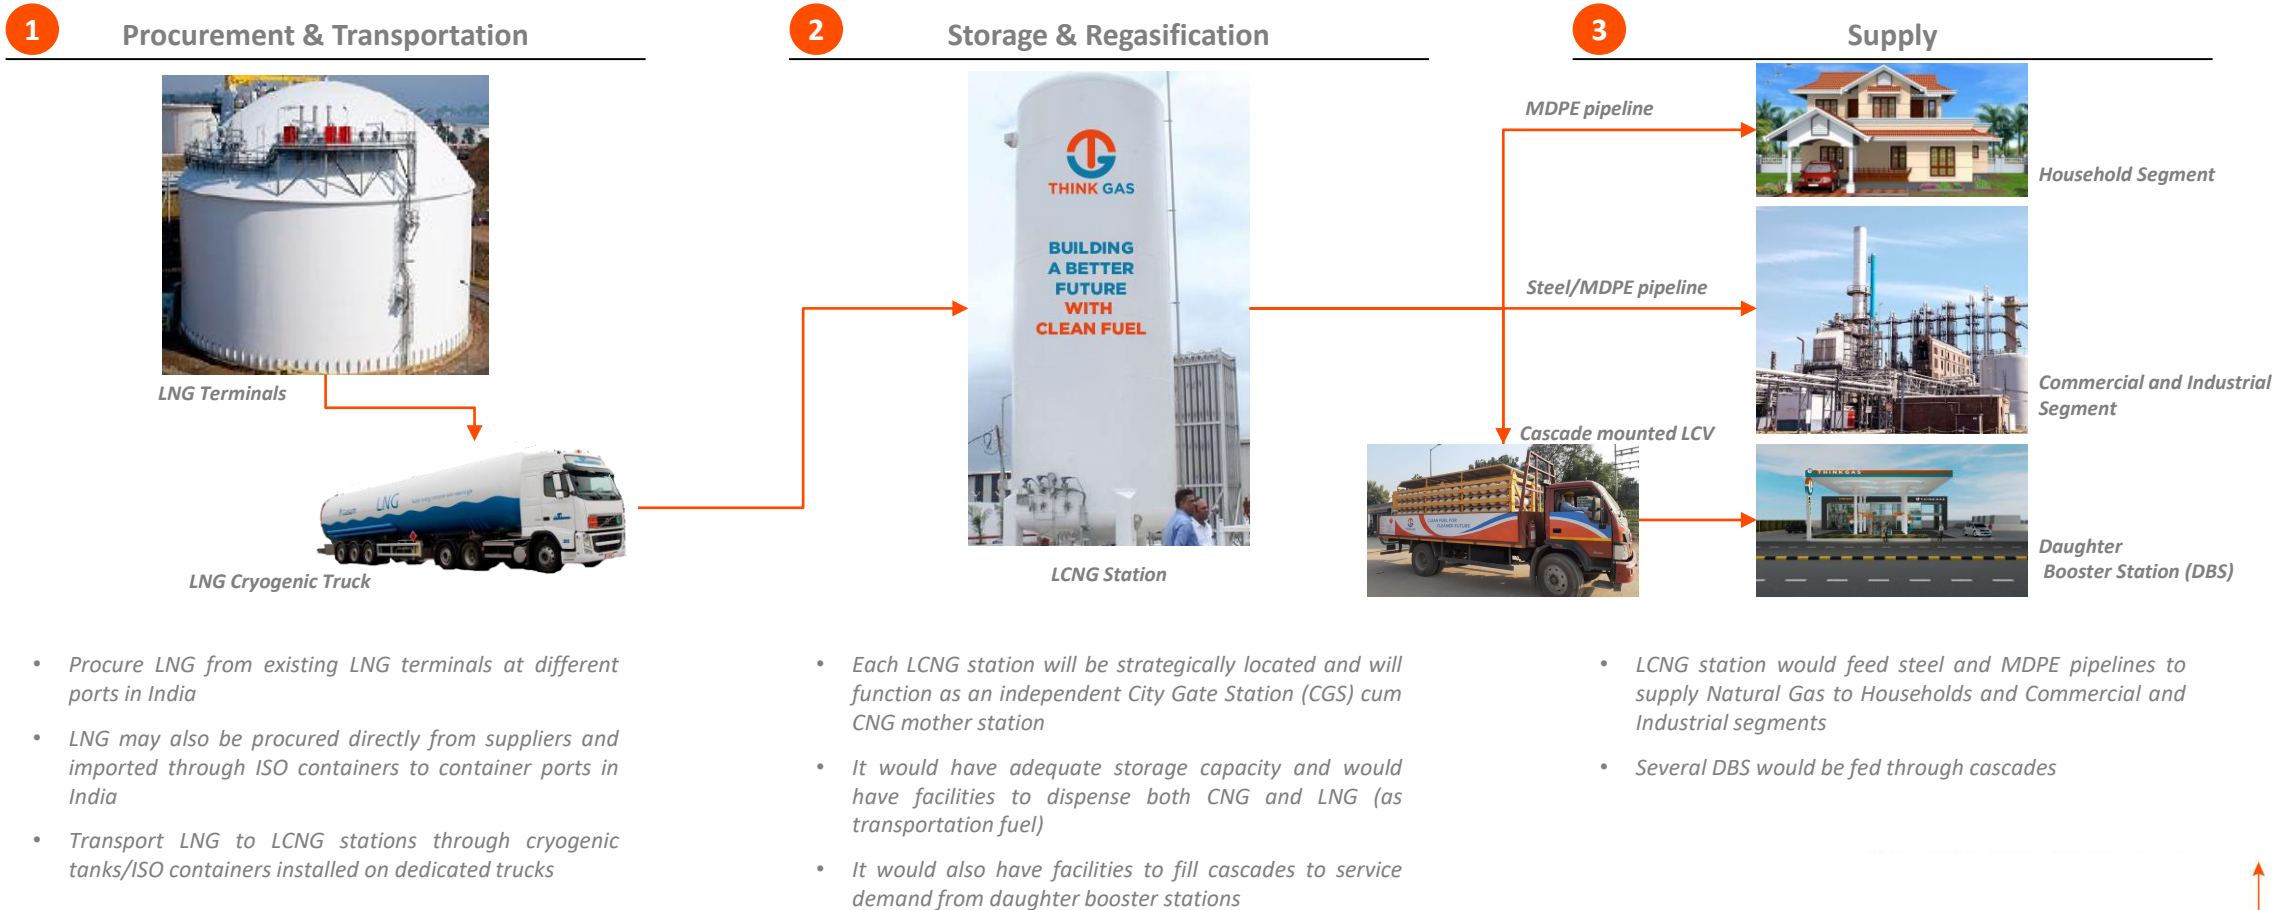 1
Procurement & Transportation
LNG Terminals
LNG
LNG Cryogenic Truck
• Procure LNG from existing LNG terminals at different
ports in India
• LNG may also be procured directly from suppliers and
imported through ISO containers to container ports in
India
• Transport LNG to LCNG stations through cryogenic
tanks/ISO containers installed on dedicated trucks
2
Storage & Regasification
THINK GAS
BUILDING
A BETTER
FUTURE
WITH
CLEAN FUEL
LCNG Station
• Each LCNG station will be strategically located and will
function as an independent City Gate Station (CGS) cum
CNG mother station
• It would have adequate storage capacity and would
have facilities to dispense both CNG and LNG (as
transportation fuel)
• It would also have facilities to fill cascades to service
demand from daughter booster stations
3
Supply
MDPE pipeline
Household Segment
Steel/MDPE pipeline
Commercial and Industrial
Segment
Cascade mounted LCV
CLEAN FUEL FOR
CLEANER FUTURE
THINKGAS
THINKGAS
Daughter
Booster Station (DBS)
• LCNG station would feed steel and MDPE pipelines to
supply Natural Gas to Households and Commercial and
Industrial segments
• Several DBS would be fed through cascades